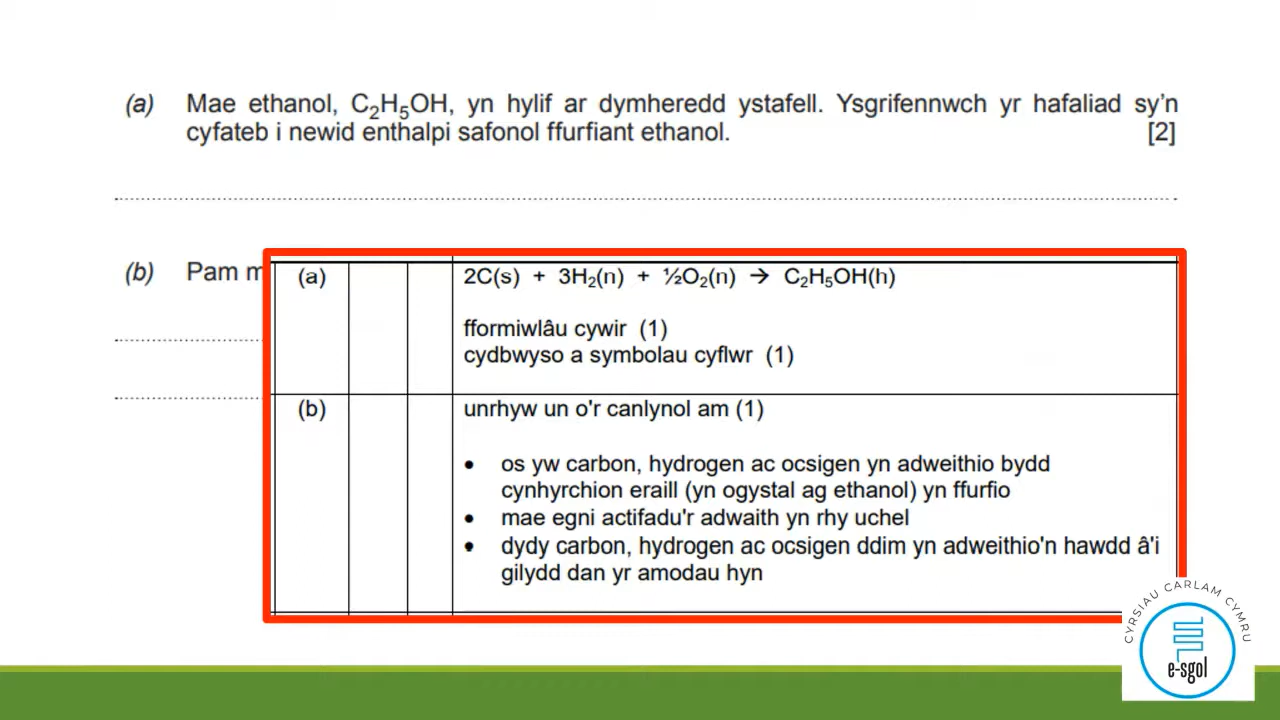 (a) Mae ethanol, C₂H₅OH, yn hylif ar dymheredd ystafell. Ysgrifennwch yr hafaliad sy'n
cyfateb i newid enthalpi safonol ffurfiant ethanol. [2]
(b) Pam m
(a) 2C(s) + 3H₂(n) + ½O₂(n) → C₂H₅OH(h)
fformiwlâu cywir (1)
cydbwyso a symbolau cyflwr (1)
(b) unrhyw un o'r canlynol am (1)
• os yw carbon, hydrogen ac ocsigen yn adweithio bydd
cynhyrchion eraill (yn ogystal ag ethanol) yn ffurfio
• mae egni actifadu'r adwaith yn rhy uchel
• dydy carbon, hydrogen ac ocsigen ddim yn adweithio'n hawdd â'i
gilydd dan yr amodau hyn
CYRSIAU CARLAM CYMRU
e-sgol